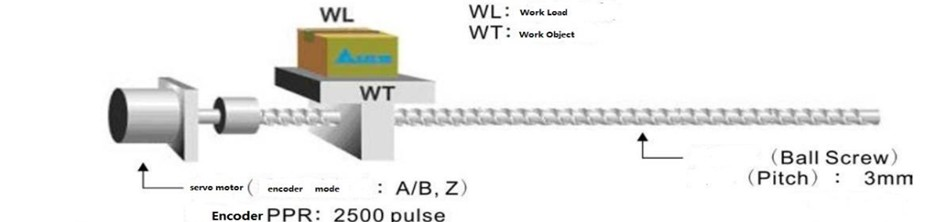 WL
WL: Work Load
WT: Work Object
WT
(Ball Screw)
(Pitch) : 3mm
servo motor ( encoder mode : A/B, Z)
Encoder PPR: 2500 pulse